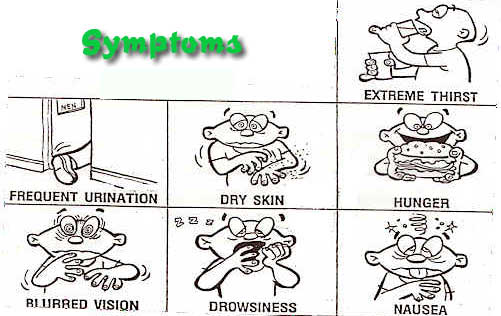 Symptoms
EXTREME THIRST
MEN
FREQUENT URINATION
DRY SKIN
HUNGER
z z z
BLURRED VISION
DROWSINESS
NAUSEA